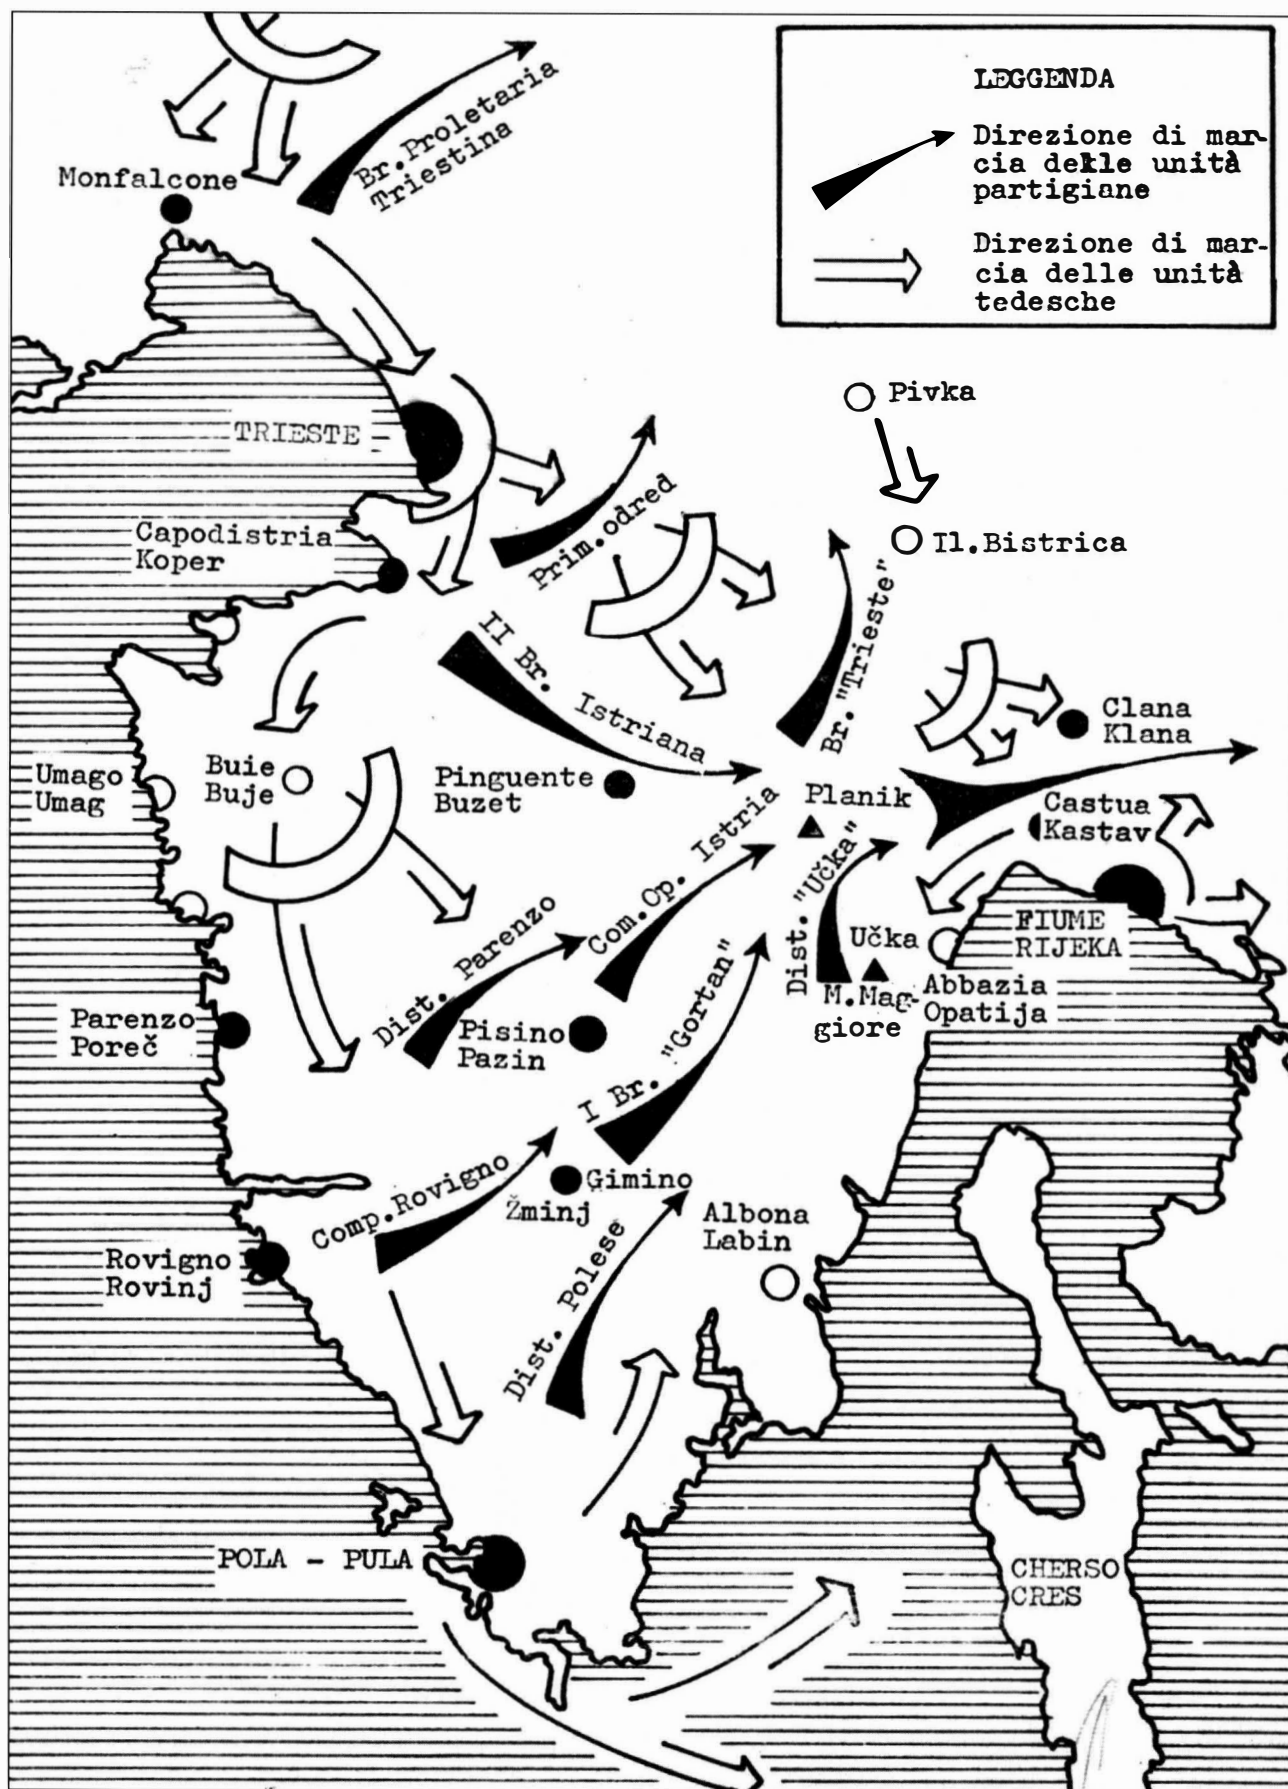 LEGGENDA
Direzione di mar-
cia delle unità
partigiane
Direzione di mar-
cia delle unità
tedesche
Br.Proletaria
Triestina
Monfalcone
Pivka
TRIESTE
Il.Bistrica
Prim.odred
Capodistria
Koper
Br. "Trieste"
II Br. Istriana
Clana
Klana
Umago
Umag
Buie
Buje
Pinguente
Buzet
Planik
Castua
Kastav
Com.Op. Istria
Dist. "Učka"
Dist. Parenzo
Učka
M.Mag-
giore
FIUME
RIJEKA
Abbazia
Opatija
Parenzo
Poreč
Pisino
Pazin
I Br. "Gortan"
Comp.Rovigno
Gimino
Žminj
Albona
Labin
Rovigno
Rovinj
Dist. Polese
POLA - PULA
CHERSO
CRES